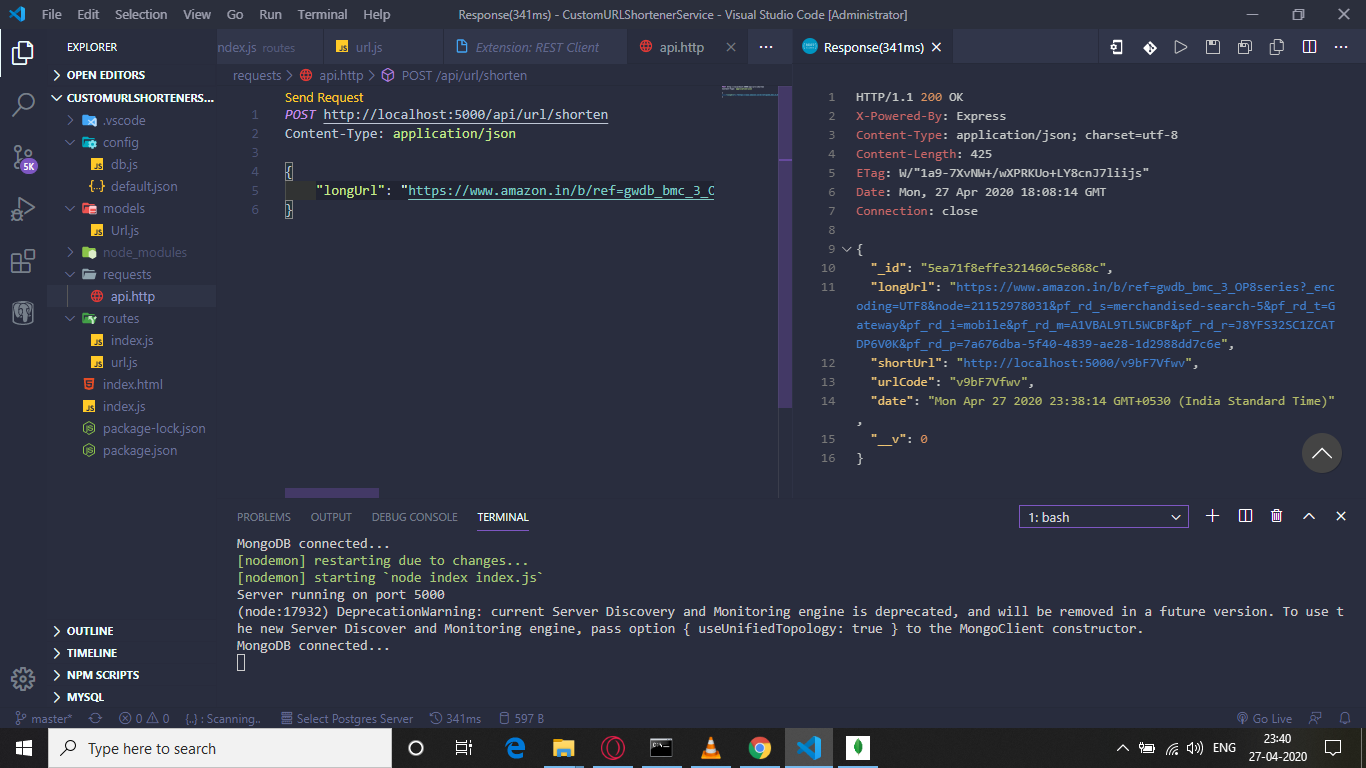 File Edit Selection View Go Run Terminal Help
Response(341ms) - CustomURLShortenerService - Visual Studio Code [Administrator]
EXPLORER
OPEN EDITORS
CUSTOMURLSHORTENERS...
.vscode
config
db.js
default.json
models
Url.js
node_modules
requests
api.http
routes
index.js
url.js
index.html
index.js
package-lock.json
package.json
OUTLINE
TIMELINE
NPM SCRIPTS
MYSQL
5K
index.js routes
url.js
Extension: REST Client
api.http
requests > api.http > POST /api/url/shorten
Send Request
1 POST http://localhost:5000/api/url/shorten
2 Content-Type: application/json
3
4 {
5 "longUrl": "https://www.amazon.in/b/ref=gwdb_bmc_3_O
6 }
Response(341ms)
1 HTTP/1.1 200 OK
2 X-Powered-By: Express
3 Content-Type: application/json; charset=utf-8
4 Content-Length: 425
5 ETag: W/"1a9-7XvNW+/wXPRKUo+LY8cnJ7liijs"
6 Date: Mon, 27 Apr 2020 18:08:14 GMT
7 Connection: close
8
9 {
10 "_id": "5ea71f8effe321460c5e868c",
11 "longUrl": "https://www.amazon.in/b/ref=gwdb_bmc_3_OP8series?_enc
oding=UTF8&node=21152978031&pf_rd_s=merchandised-search-5&pf_rd_t=G
ateway&pf_rd_i=mobile&pf_rd_m=A1VBAL9TL5WCBF&pf_rd_r=J8YFS32SC1ZCAT
DP6V0K&pf_rd_p=7a676dba-5f40-4839-ae28-1d2988dd7c6e",
12 "shortUrl": "http://localhost:5000/v9bF7Vfwv",
13 "urlCode": "v9bF7Vfwv",
14 "date": "Mon Apr 27 2020 23:38:14 GMT+0530 (India Standard Time)"
,
15 "__v": 0
16 }
PROBLEMS OUTPUT DEBUG CONSOLE TERMINAL
1: bash
MongoDB connected...
[nodemon] restarting due to changes...
[nodemon] starting `node index index.js`
Server running on port 5000
(node:17932) DeprecationWarning: current Server Discovery and Monitoring engine is deprecated, and will be removed in a future version. To use t
he new Server Discover and Monitoring engine, pass option { useUnifiedTopology: true } to the MongoClient constructor.
MongoDB connected...
master* 0 0 {..} : Scanning.. Select Postgres Server 341ms 597 B Go Live
Type here to search
ENG
23:40
27-04-2020